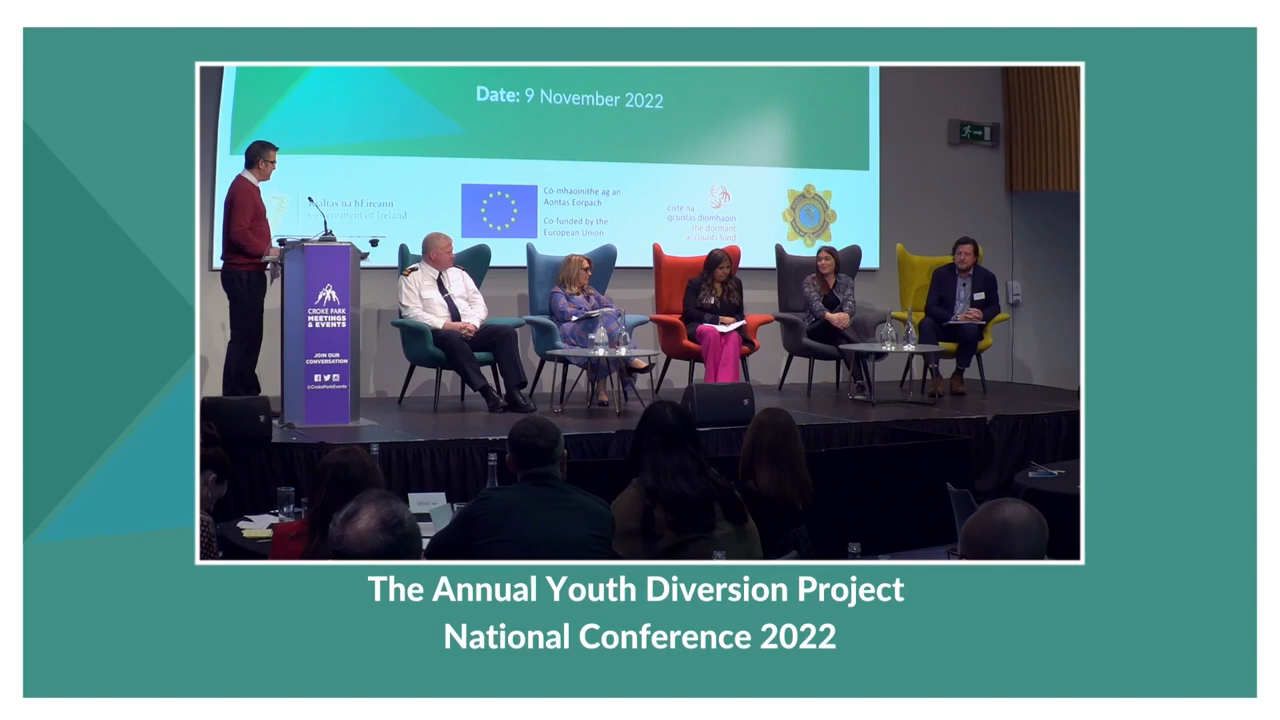 Date: 9 November 2022
Rialtas na hÉireann
Government of Ireland
Có-mhaoinithe ag an
Aontas Eorpach
Co-funded by the
European Union
ciste na
gcuntas díomhaoin
the dormant
accounts fund
CROKE PARK
MEETINGS
& EVENTS
JOIN OUR
CONVERSATION
@CrokeParkEvents
The Annual Youth Diversion Project
National Conference 2022